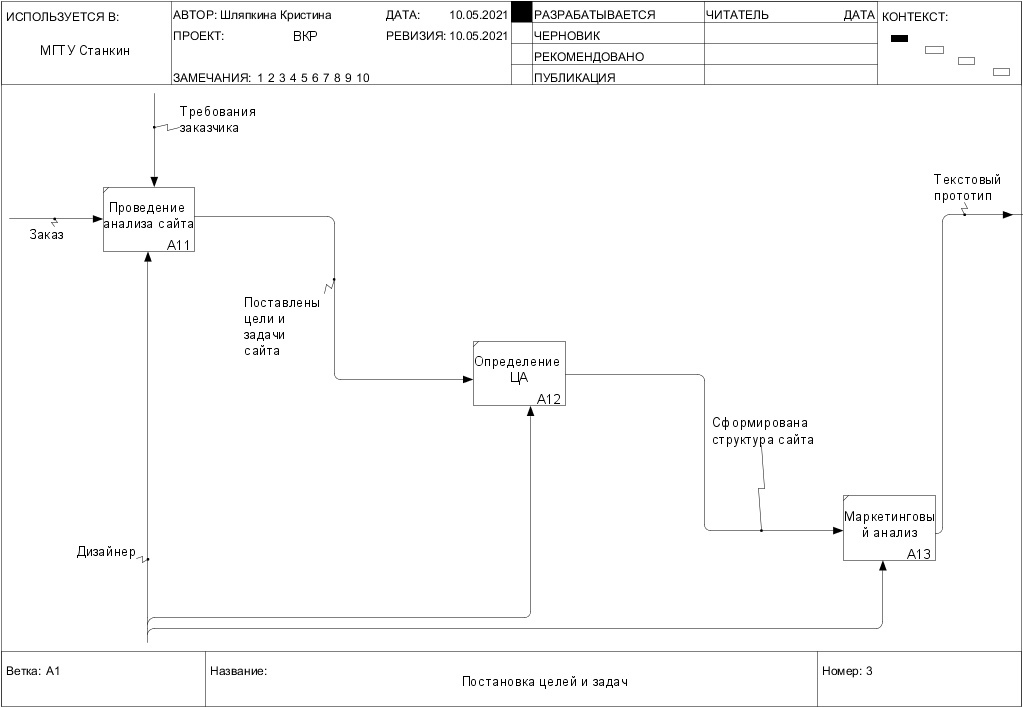 ИСПОЛЬЗУЕТСЯ В:
МГТУ Станкин
АВТОР: Шляпкина Кристина
ДАТА: 10.05.2021
ПРОЕКТ: ВКР
РЕВИЗИЯ: 10.05.2021
ЗАМЕЧАНИЯ: 1 2 3 4 5 6 7 8 9 10
РАЗРАБАТЫВАЕТСЯ
ЧЕРНОВИК
РЕКОМЕНДОВАНО
ПУБЛИКАЦИЯ
ЧИТАТЕЛЬ
ДАТА
КОНТЕКСТ:
Требования
заказчика
Текстовый
прототип
Проведение
анализа сайта
A11
Заказ
Поставлены
цели и
задачи
сайта
Определение
ЦА
A12
Сформирована
структура сайта
Маркетинговы
й анализ
A13
Дизайнер
Ветка: A1
Название:
Постановка целей и задач
Номер: 3